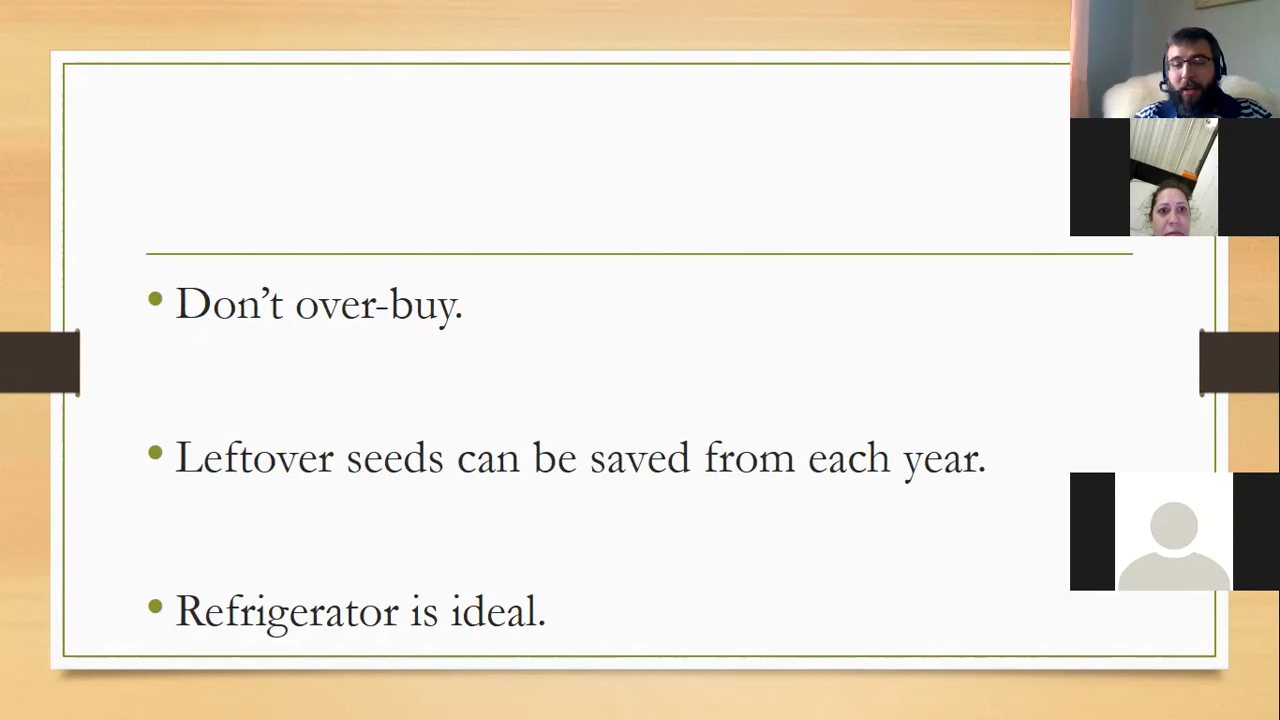 Don’t over-buy.
Leftover seeds can be saved from each year.
Refrigerator is ideal.